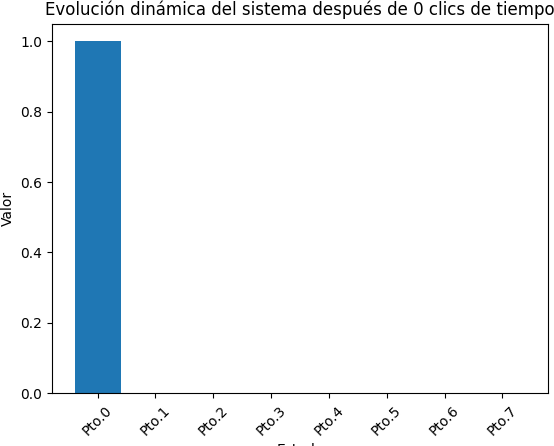 Evolución dinámica del sistema después de 0 clics de tiempo
1.0
0.8
0.6
0.4
0.2
0.0
Valor
Pto.0 Pto.1 Pto.2 Pto.3 Pto.4 Pto.5 Pto.6 Pto.7